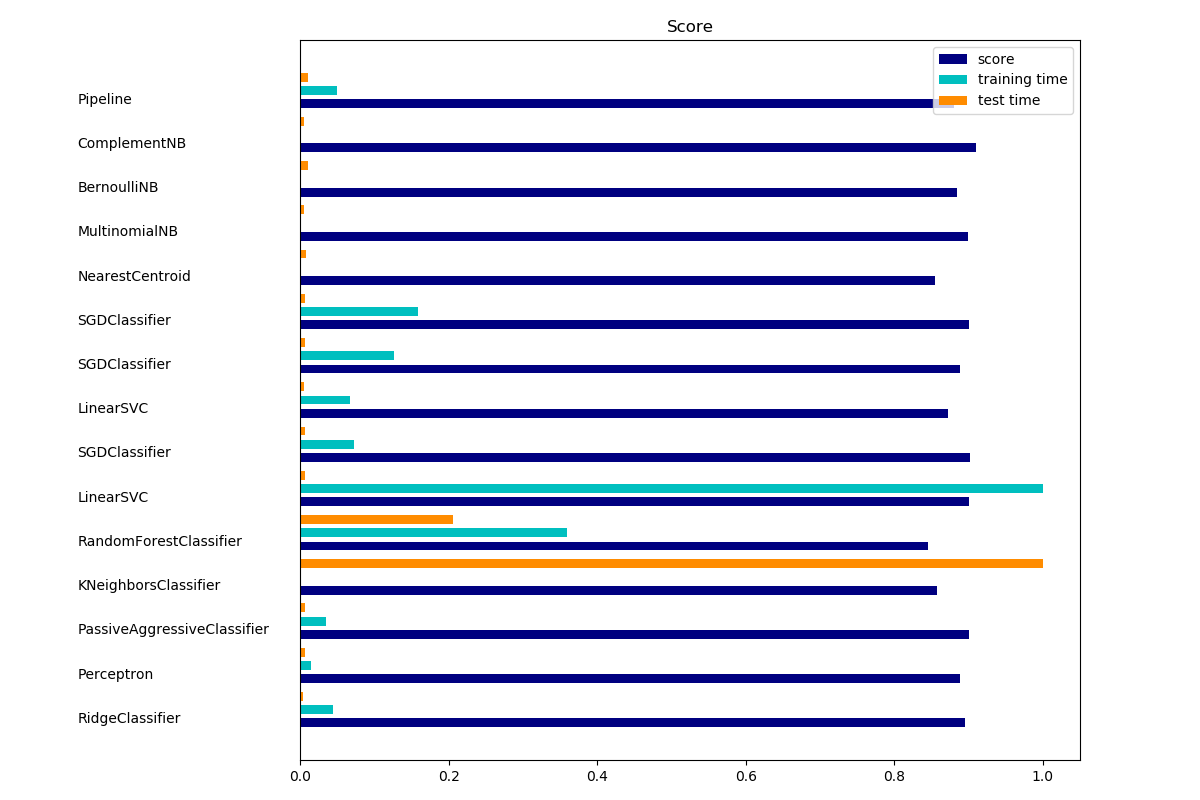 Score
score
training time
test time
Pipeline
ComplementNB
BernoulliNB
MultinomialNB
NearestCentroid
SGDClassifier
SGDClassifier
LinearSVC
SGDClassifier
LinearSVC
RandomForestClassifier
KNeighborsClassifier
PassiveAggressiveClassifier
Perceptron
RidgeClassifier
0.0 0.2 0.4 0.6 0.8 1.0